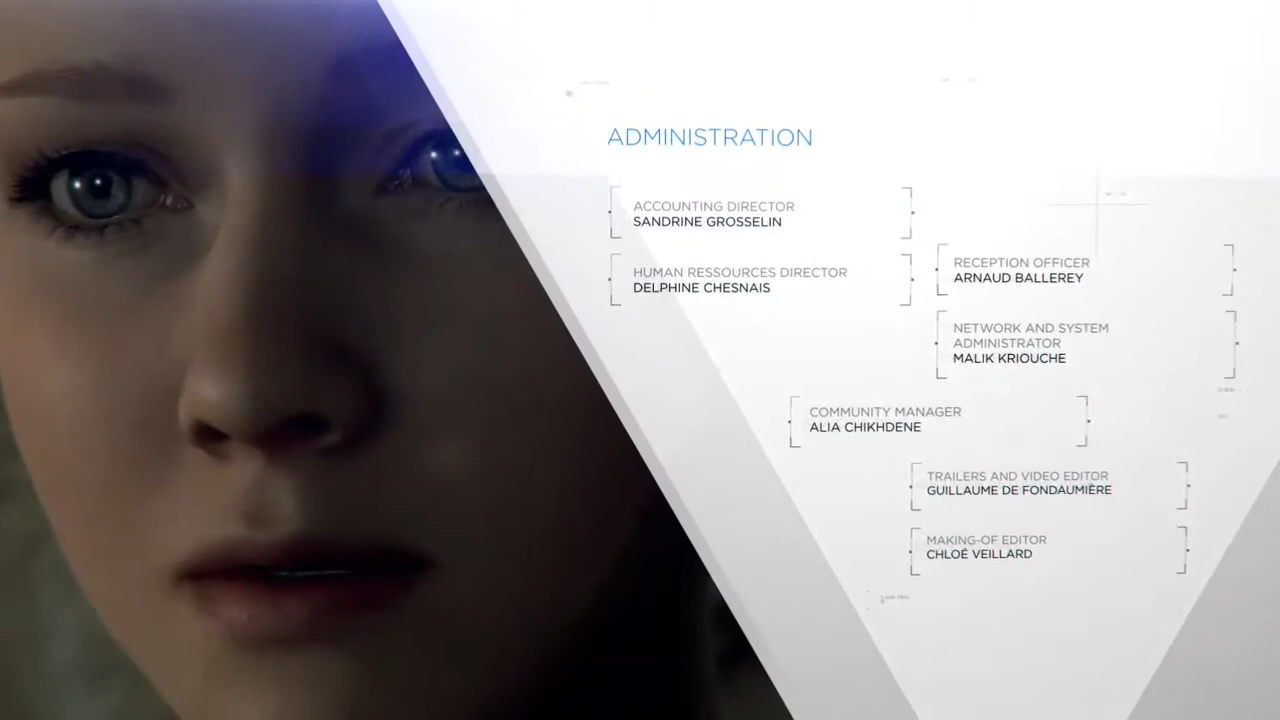 ADMINISTRATION
ACCOUNTING DIRECTOR
SANDRINE GROSSELIN
HUMAN RESSOURCES DIRECTOR
DELPHINE CHESNAIS
RECEPTION OFFICER
ARNAUD BALLEREY
NETWORK AND SYSTEM
ADMINISTRATOR
MALIK KRIOUCHE
COMMUNITY MANAGER
ALIA CHIKHDENE
TRAILERS AND VIDEO EDITOR
GUILLAUME DE FONDAUMIÈRE
MAKING-OF EDITOR
CHLOÉ VEILLARD